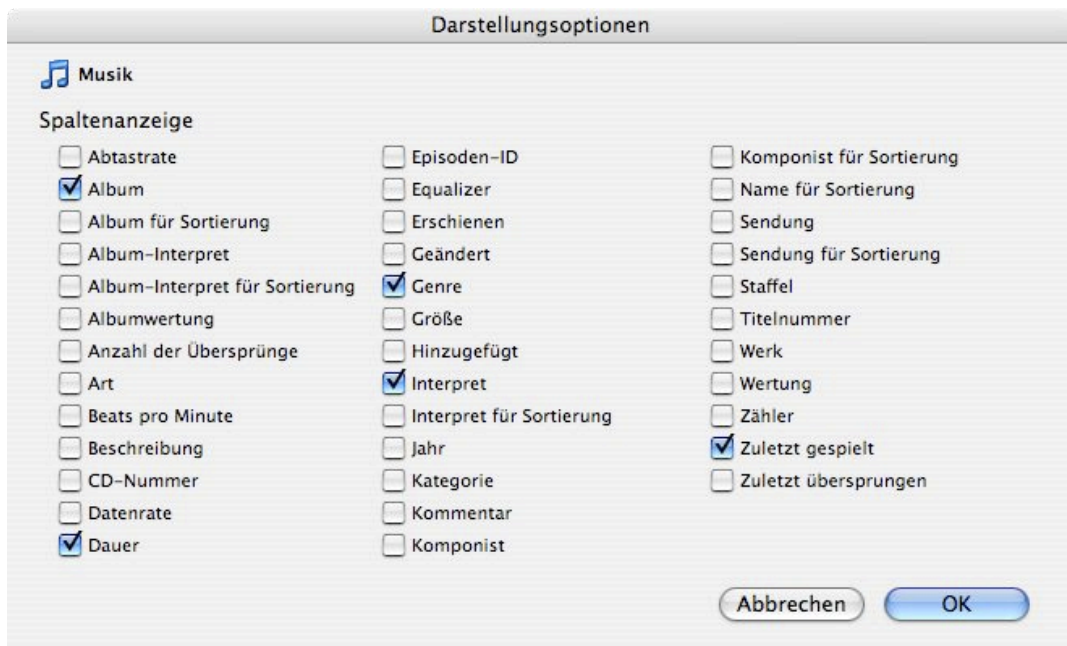 Darstellungsoptionen
Musik
Spaltenanzeige
Abtastrate
Album
Album für Sortierung
Album-Interpret
Album-Interpret für Sortierung
Albumwertung
Anzahl der Übersprünge
Art
Beats pro Minute
Beschreibung
CD-Nummer
Datenrate
Dauer
Episoden-ID
Equalizer
Erschienen
Geändert
Genre
Größe
Hinzugefügt
Interpret
Interpret für Sortierung
Jahr
Kategorie
Kommentar
Komponist
Komponist für Sortierung
Name für Sortierung
Sendung
Sendung für Sortierung
Staffel
Titelnummer
Werk
Wertung
Zähler
Zuletzt gespielt
Zuletzt übersprungen
Abbrechen
OK